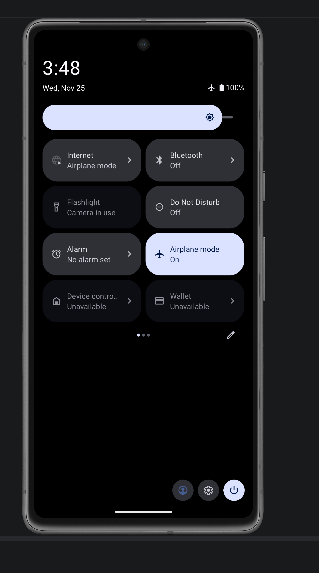 3:48
Wed, Nov 25
100%
Internet
Airplane mode
Bluetooth
Off
Flashlight
Camera in use
Do Not Disturb
Off
Alarm
No alarm set
Airplane mode
On
Device contro..
Unavailable
Wallet
Unavailable